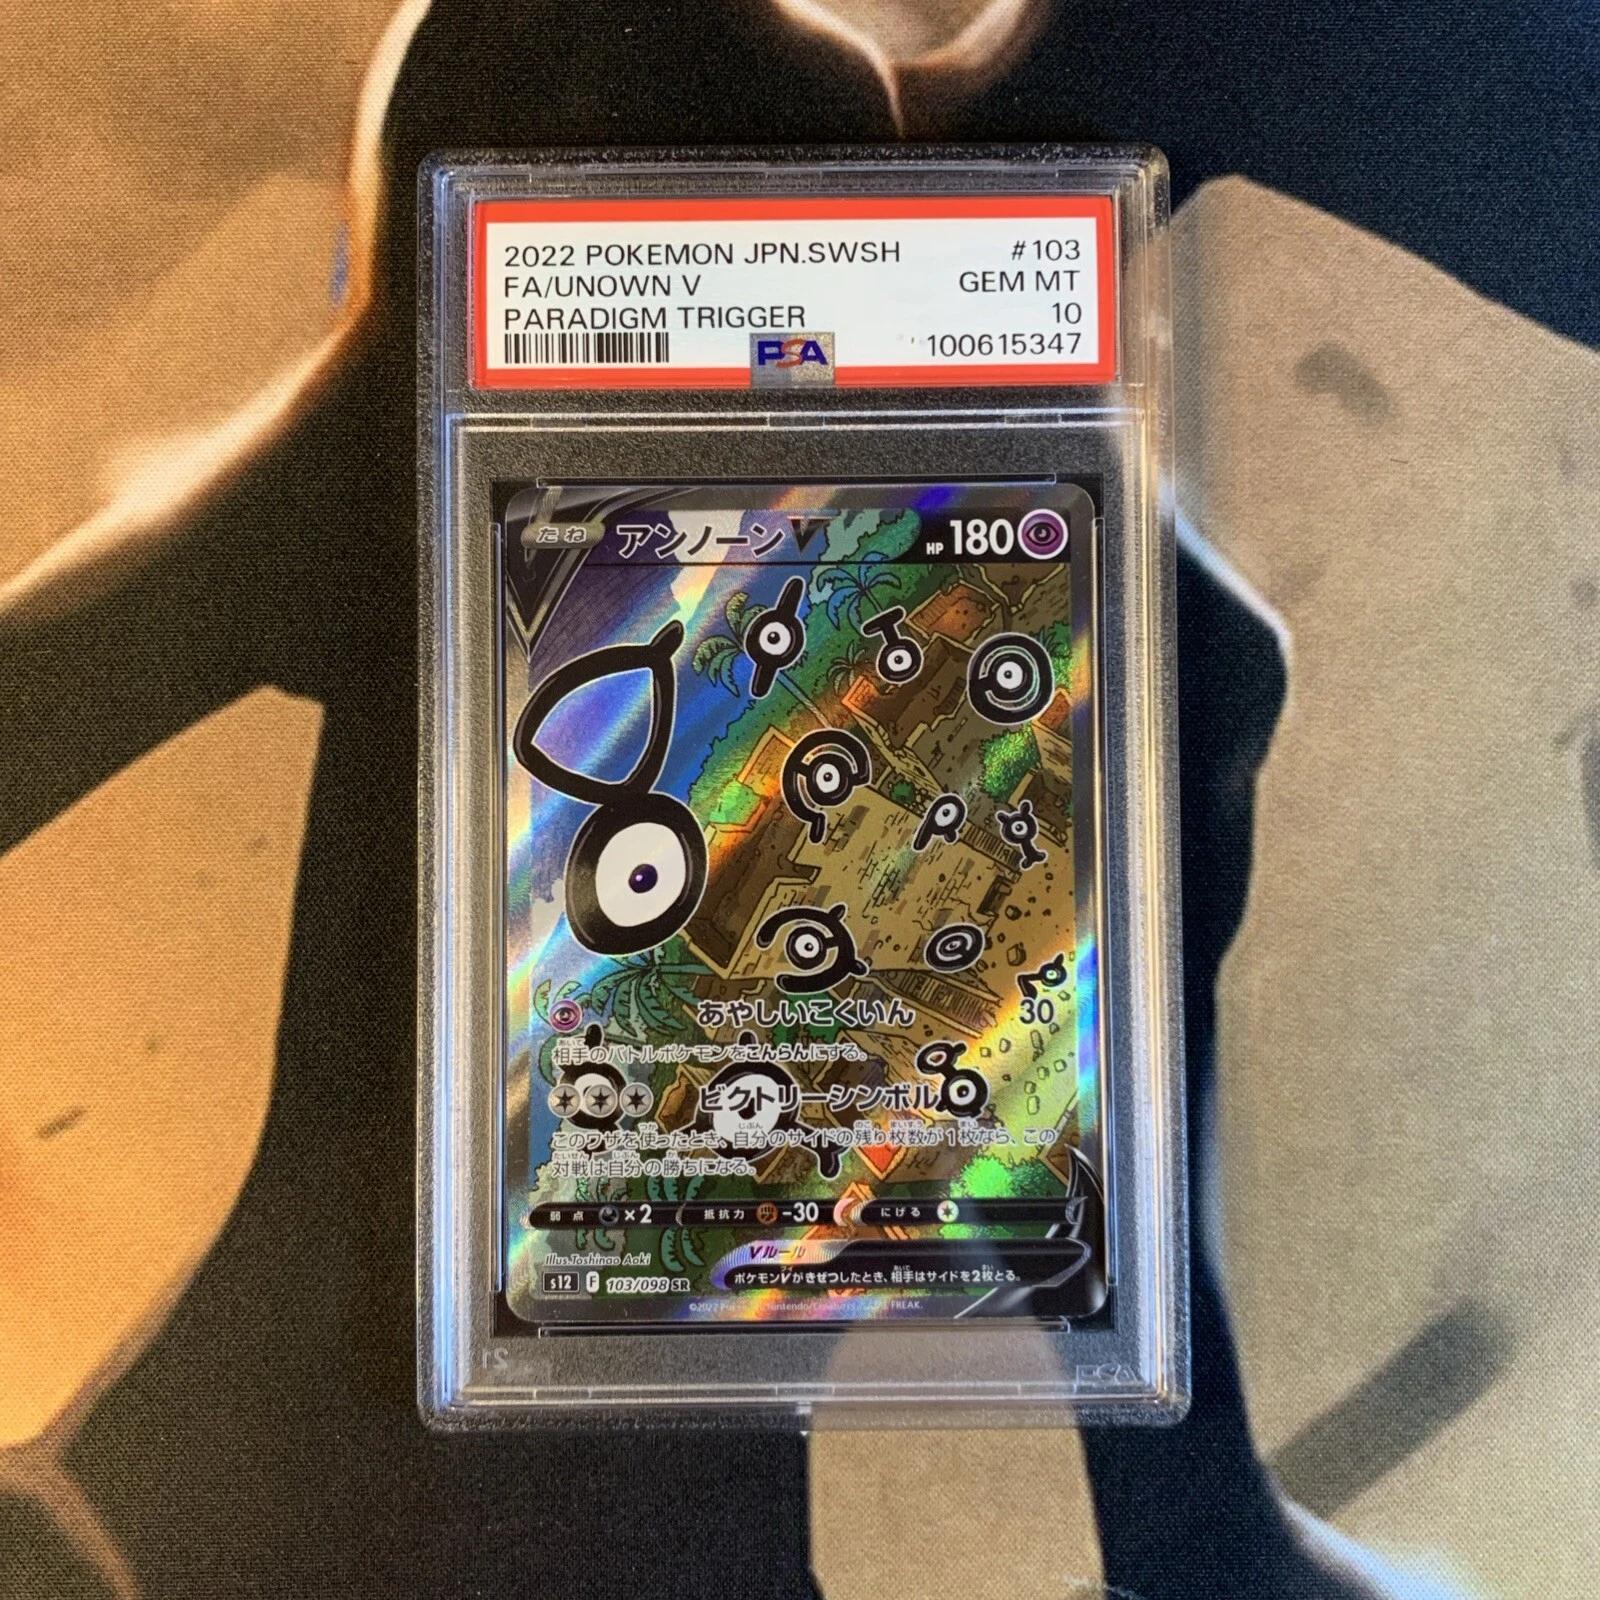 2022 POKEMON JPN.SWSH #103
FA/UNOWN V GEM MT
PARADIGM TRIGGER 10
PSA 100615347
たね アンノーンV HP 180
あやしいこくいん 30
相手のバトルポケモンをこんらんにする。
ビクトリーシンボル
このワザを使ったとき、自分のサイドの残り枚数が1枚なら、この
対戦は自分の勝ちになる。
弱点 ×2 抵抗力 -30 にげる
Illus.Toshinao Aoki Vルール
s12 F 103/098 SR ポケモンVがきぜつしたとき、相手はサイドを2枚とる。
©2022 Pokémon/Nintendo/Creatures/GAME FREAK.